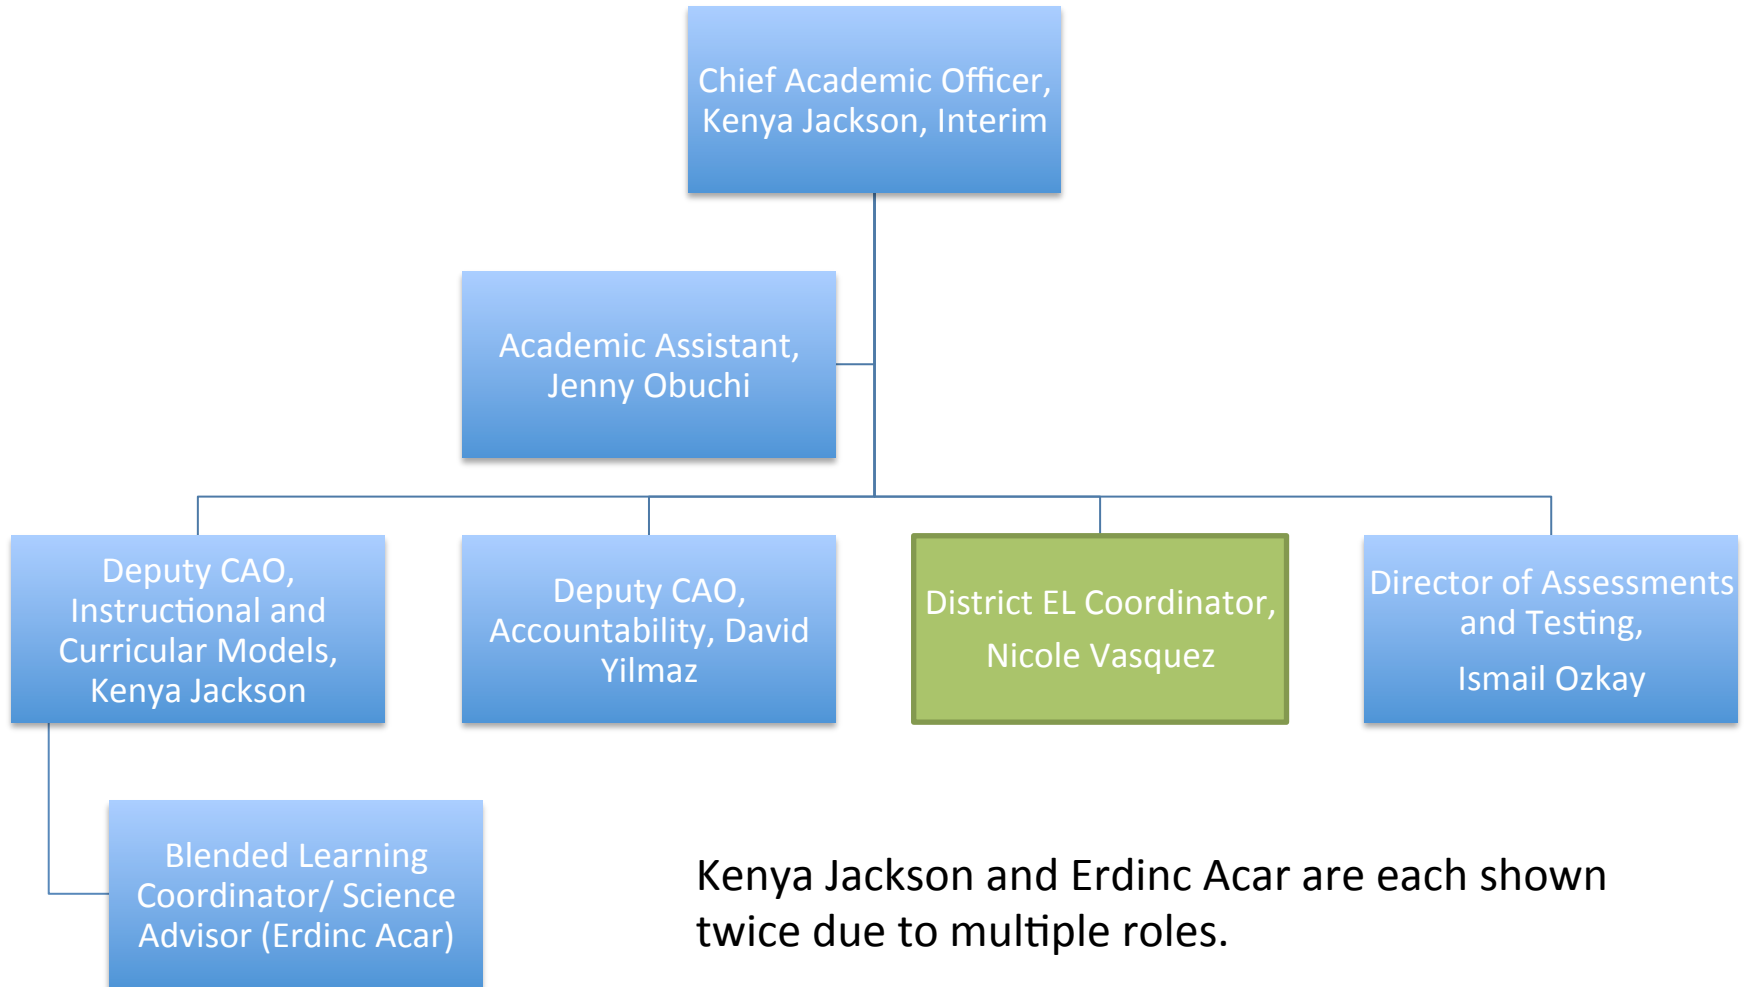 Chief Academic Officer,
Kenya Jackson, Interim
Academic Assistant,
Jenny Obuchi
Deputy CAO,
Instructional and
Curricular Models,
Kenya Jackson
Deputy CAO,
Accountability, David
Yilmaz
District EL Coordinator,
Nicole Vasquez
Director of Assessments
and Testing,
Ismail Ozkay
Blended Learning
Coordinator/ Science
Advisor (Erdinc Acar)
Kenya Jackson and Erdinc Acar are each shown
twice due to multiple roles.